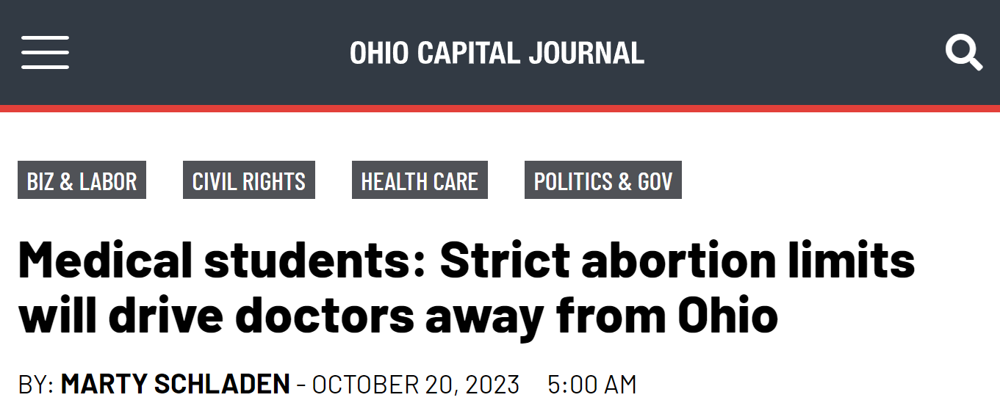 OHIO CAPITAL JOURNAL
BIZ & LABOR CIVIL RIGHTS HEALTH CARE POLITICS & GOV
Medical students: Strict abortion limits
will drive doctors away from Ohio
BY: MARTY SCHLADEN - OCTOBER 20, 2023 5:00 AM